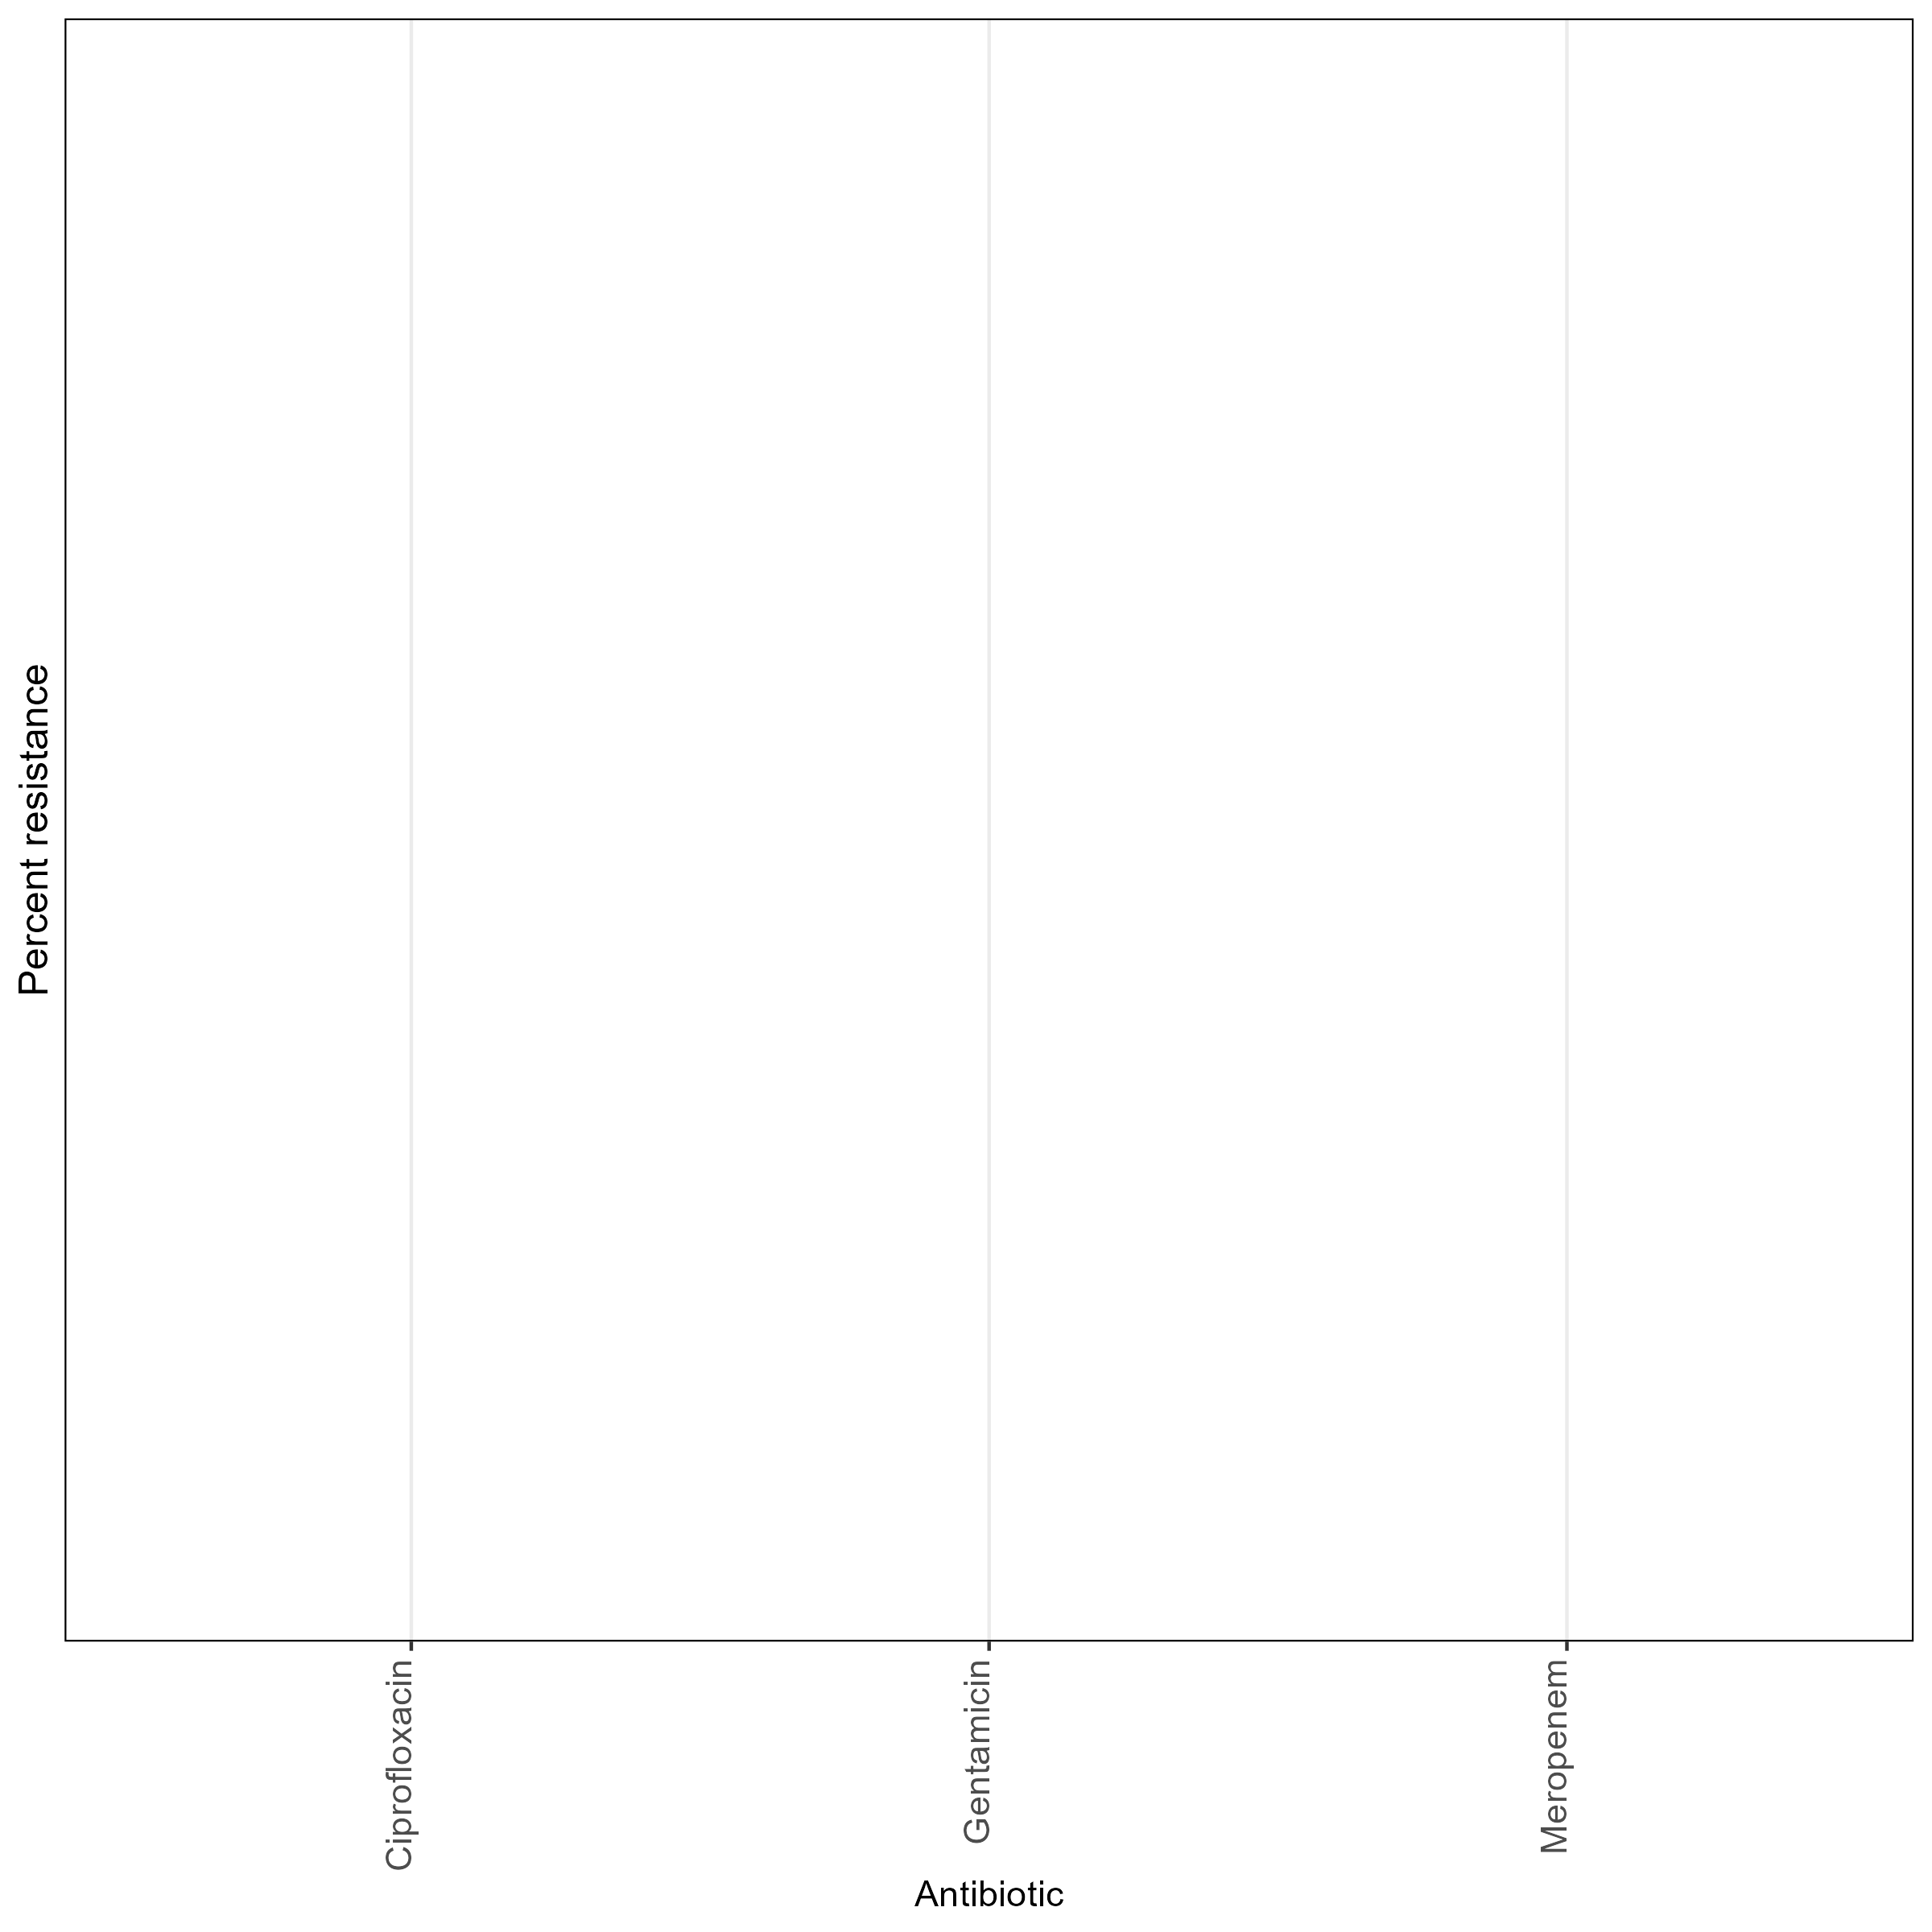 Percent resistance
Ciprofloxacin
Gentamicin
Meropenem
Antibiotic